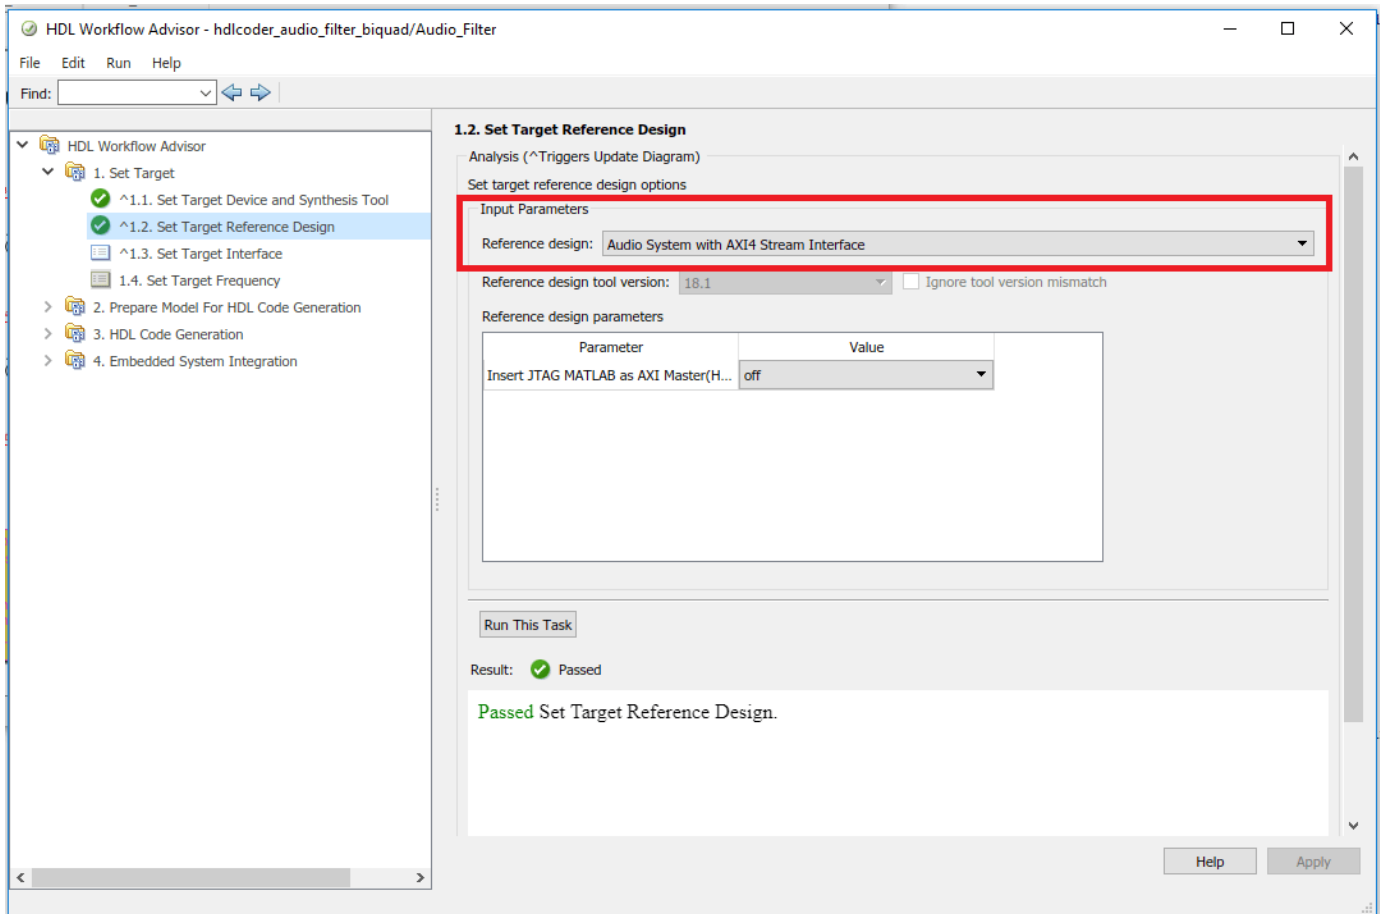 HDL Workflow Advisor - hdlcoder_audio_filter_biquad/Audio_Filter
File Edit Run Help
Find:
HDL Workflow Advisor
1. Set Target
^1.1. Set Target Device and Synthesis Tool
^1.2. Set Target Reference Design
^1.3. Set Target Interface
1.4. Set Target Frequency
2. Prepare Model For HDL Code Generation
3. HDL Code Generation
4. Embedded System Integration
1.2. Set Target Reference Design
Analysis (^Triggers Update Diagram)
Set target reference design options
Input Parameters
Reference design: Audio System with AXI4 Stream Interface
Reference design tool version: 18.1 Ignore tool version mismatch
Reference design parameters
Parameter Value
Insert JTAG MATLAB as AXI Master(H... off
Run This Task
Result: Passed
Passed Set Target Reference Design.
Help Apply